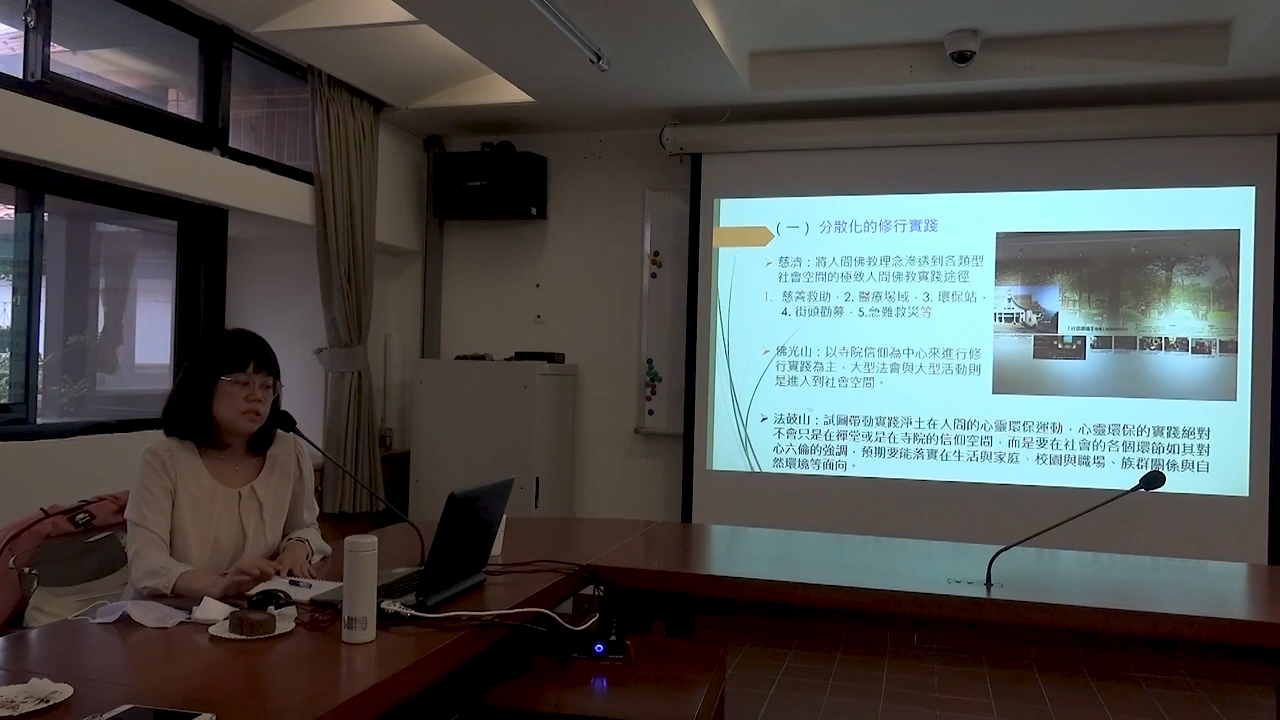 (一) 分散化的修行實踐
➢ 慈濟：將人間佛教理念滲透到各類型
社會空間的極致人間佛教實踐途徑
1. 慈善救助，2. 醫療場域，3. 環保站，
4. 街頭勸募，5.急難救災等
➢ 佛光山：以寺院信仰為中心來進行修
行實踐為主，大型法會與大型活動則
是進入到社會空間。
➢ 法鼓山：試圖帶動實踐淨土在人間的心靈環保運動，心靈環保的實踐絕對
不會只是在禪堂或是在寺院的信仰空間，而是要在社會的各個環節如其對
心六倫的強調，預期要能落實在生活與家庭、校園與職場、族群關係與自
然環境等面向。